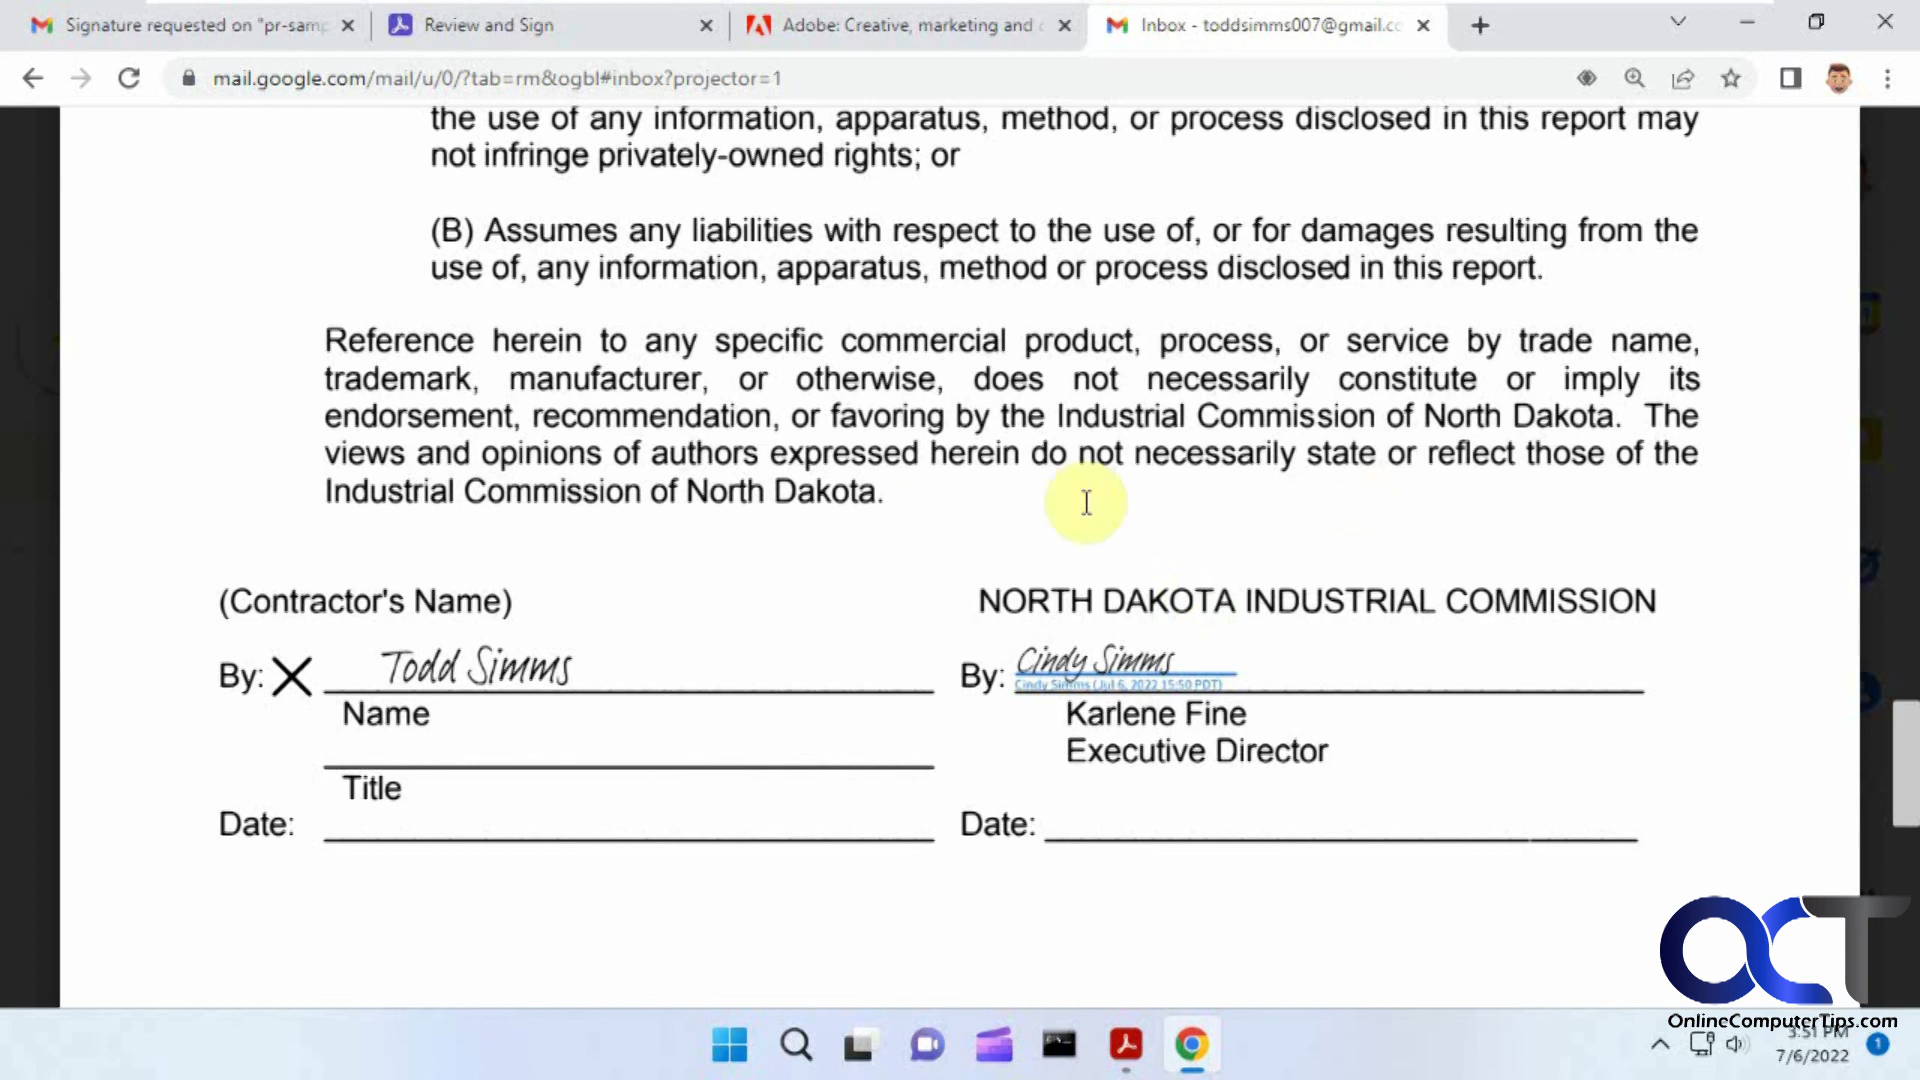 Signature requested on "pr-samp
Review and Sign
Adobe: Creative, marketing and
Inbox - toddsimms007@gmail.co
mail.google.com/mail/u/0/?tab=rm&ogbl#inbox?projector=1
the use of any information, apparatus, method, or process disclosed in this report may
not infringe privately-owned rights; or
(B) Assumes any liabilities with respect to the use of, or for damages resulting from the
use of, any information, apparatus, method or process disclosed in this report.
Reference herein to any specific commercial product, process, or service by trade name,
trademark, manufacturer, or otherwise, does not necessarily constitute or imply its
endorsement, recommendation, or favoring by the Industrial Commission of North Dakota. The
views and opinions of authors expressed herein do not necessarily state or reflect those of the
Industrial Commission of North Dakota.
(Contractor's Name)
NORTH DAKOTA INDUSTRIAL COMMISSION
By: X Todd Simms
By: Cindy Simms
Cindy Simms (Jul 6, 2022 15:50 PDT)
Name
Karlene Fine
Executive Director
Title
Date:
Date:
OCT
OnlineComputerTips.com
3:51 PM
7/6/2022
1